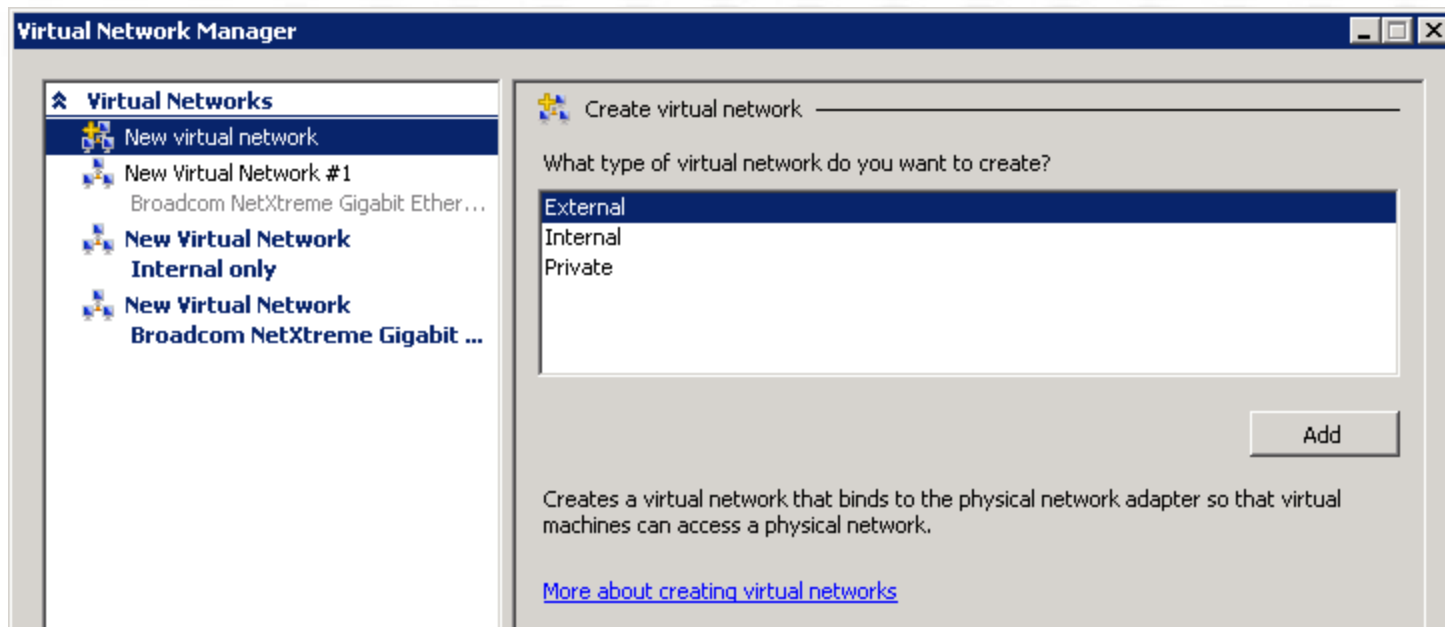 Virtual Network Manager
Virtual Networks
New virtual network
New Virtual Network #1
Broadcom NetXtreme Gigabit Ether...
New Virtual Network
Internal only
New Virtual Network
Broadcom NetXtreme Gigabit ...
Create virtual network
What type of virtual network do you want to create?
External
Internal
Private
Add
Creates a virtual network that binds to the physical network adapter so that virtual
machines can access a physical network.
More about creating virtual networks